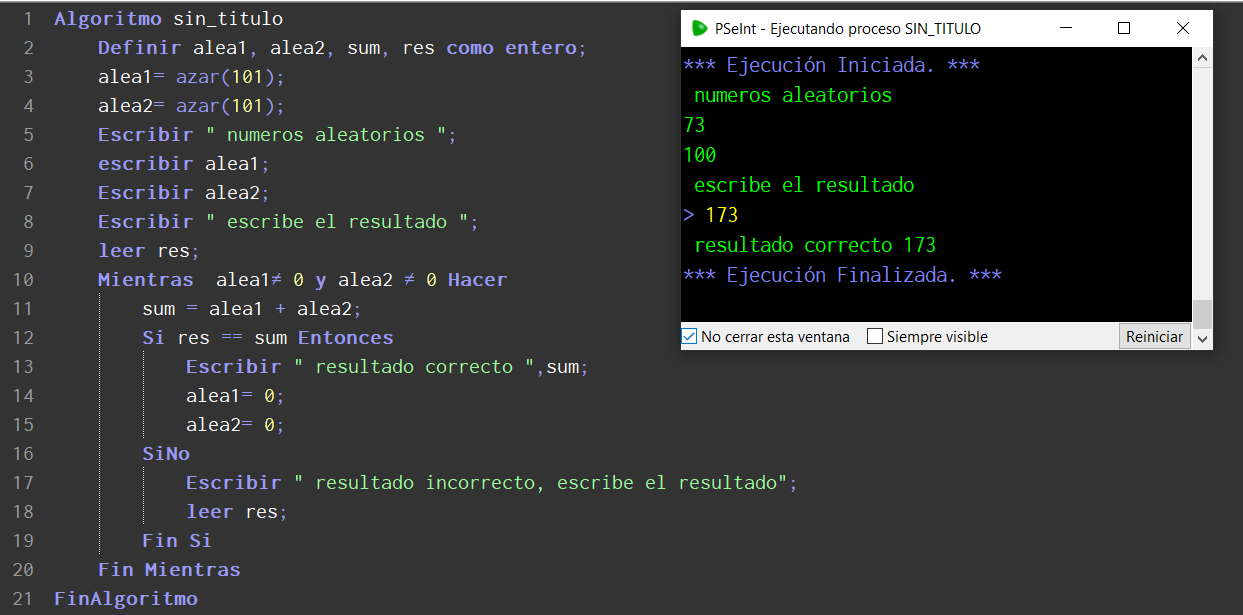 1 Algoritmo sin_titulo
2 Definir alea1, alea2, sum, res como entero;
3 alea1= azar(101);
4 alea2= azar(101);
5 Escribir " numeros aleatorios ";
6 escribir alea1;
7 Escribir alea2;
8 Escribir " escribe el resultado ";
9 leer res;
10 Mientras  alea1≠ 0 y alea2 ≠ 0 Hacer
11 sum = alea1 + alea2;
12 Si res == sum Entonces
13 Escribir " resultado correcto ",sum;
14 alea1= 0;
15 alea2= 0;
16 SiNo
17 Escribir " resultado incorrecto, escribe el resultado";
18 leer res;
19 Fin Si
20 Fin Mientras
21 FinAlgoritmo
PSeInt - Ejecutando proceso SIN_TITULO
*** Ejecución Iniciada. ***
numeros aleatorios
73
100
escribe el resultado
> 173
resultado correcto 173
*** Ejecución Finalizada. ***
No cerrar esta ventana Siempre visible Reiniciar